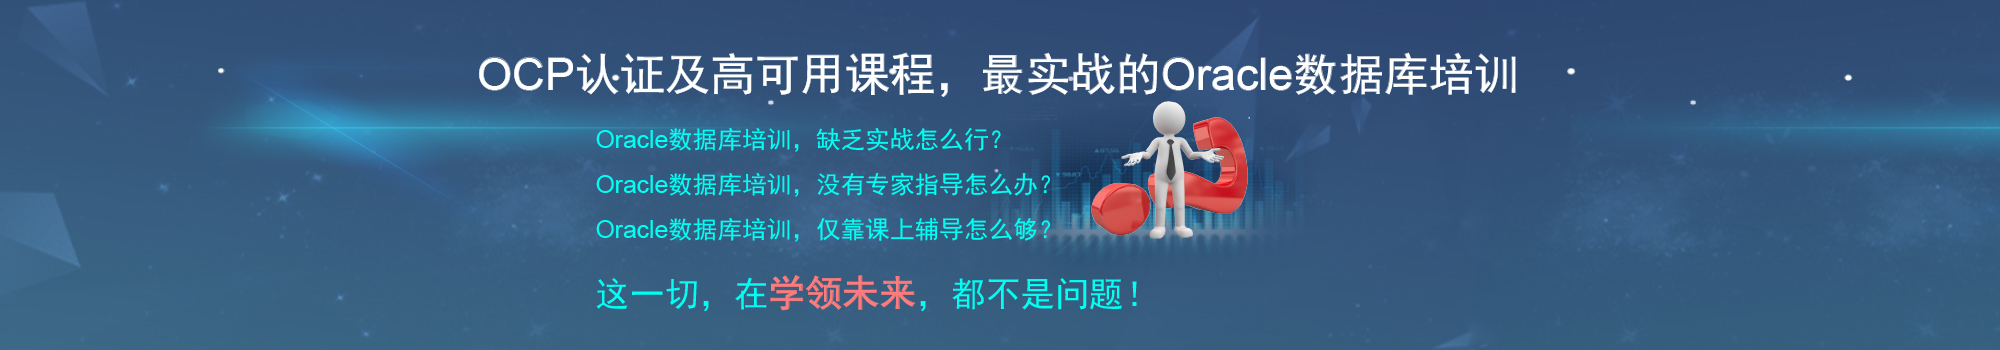 OCP认证及高可用课程，最实战的Oracle数据库培训
Oracle数据库培训，缺乏实战怎么行？
Oracle数据库培训，没有专家指导怎么办？
Oracle数据库培训，仅靠课上辅导怎么够？
这一切，在学领未来，都不是问题！